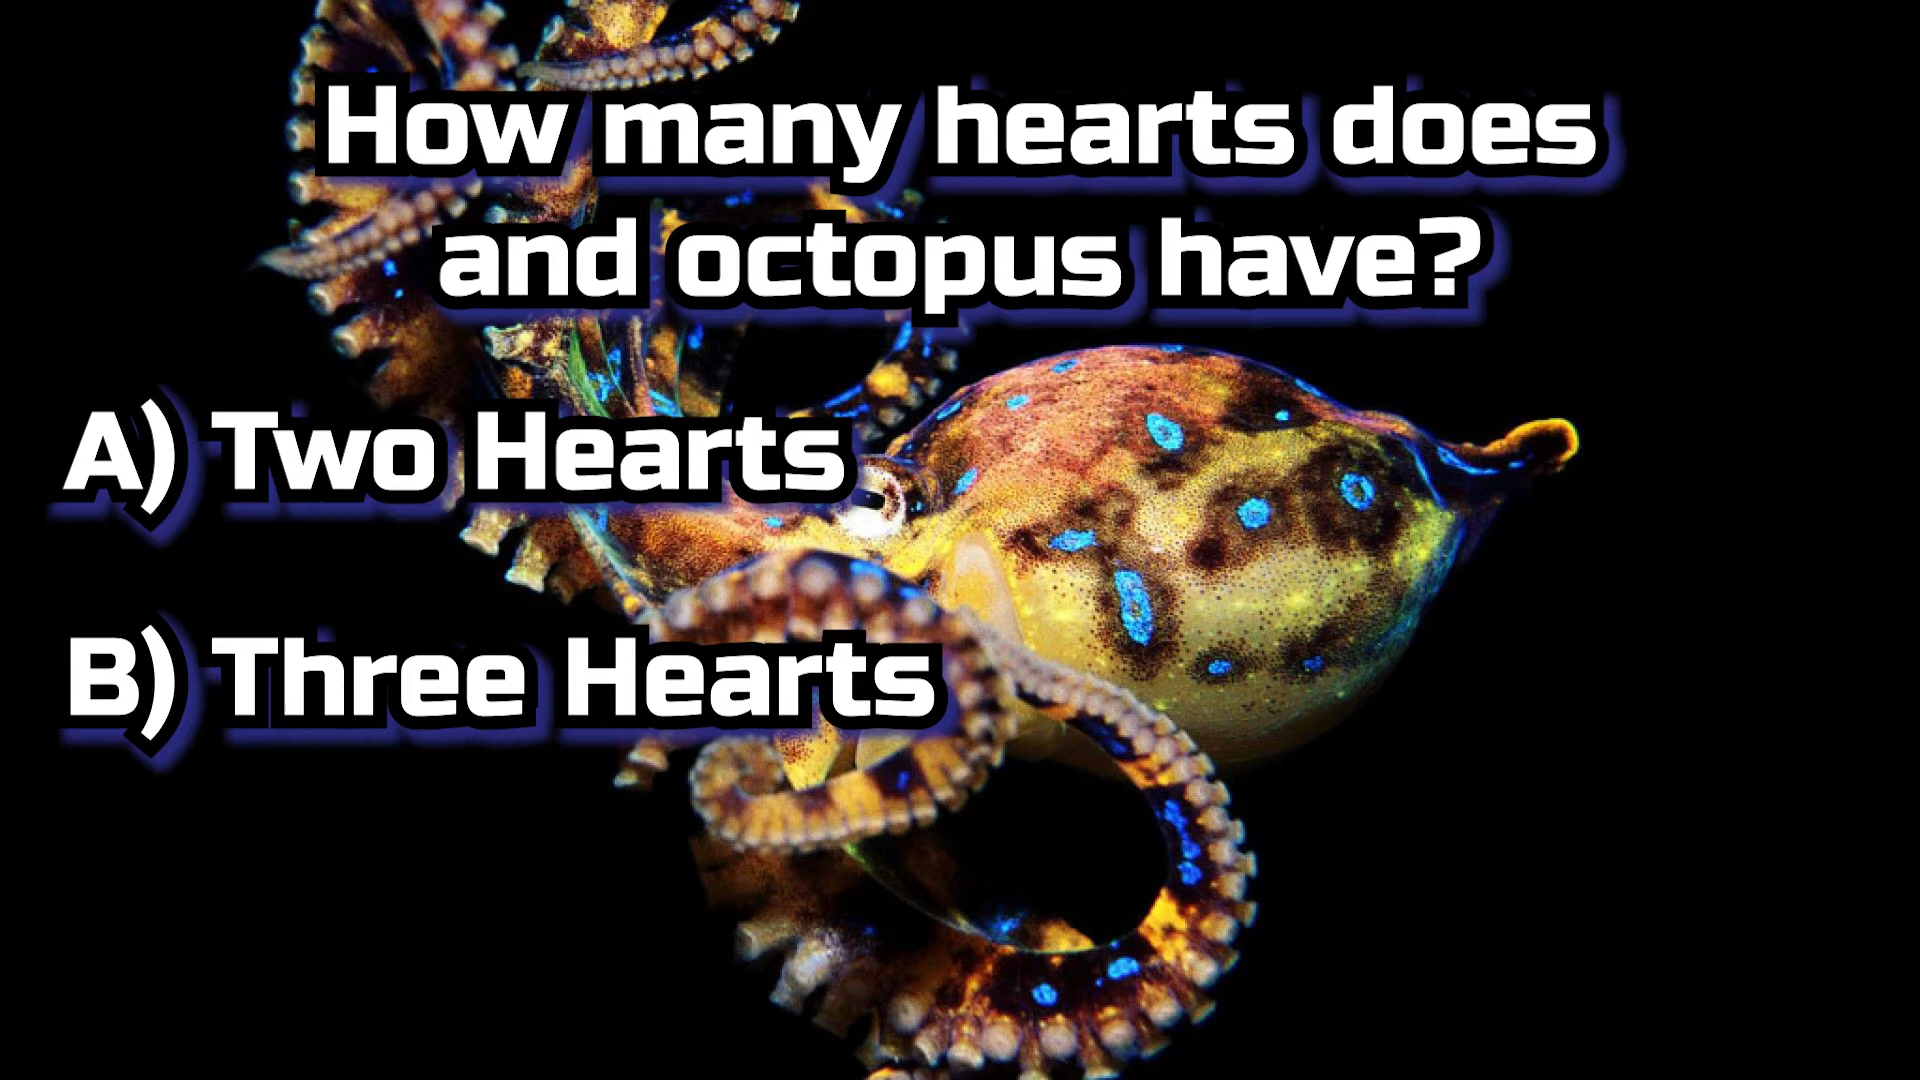 How many hearts does
and octopus have?
A) Two Hearts
B) Three Hearts